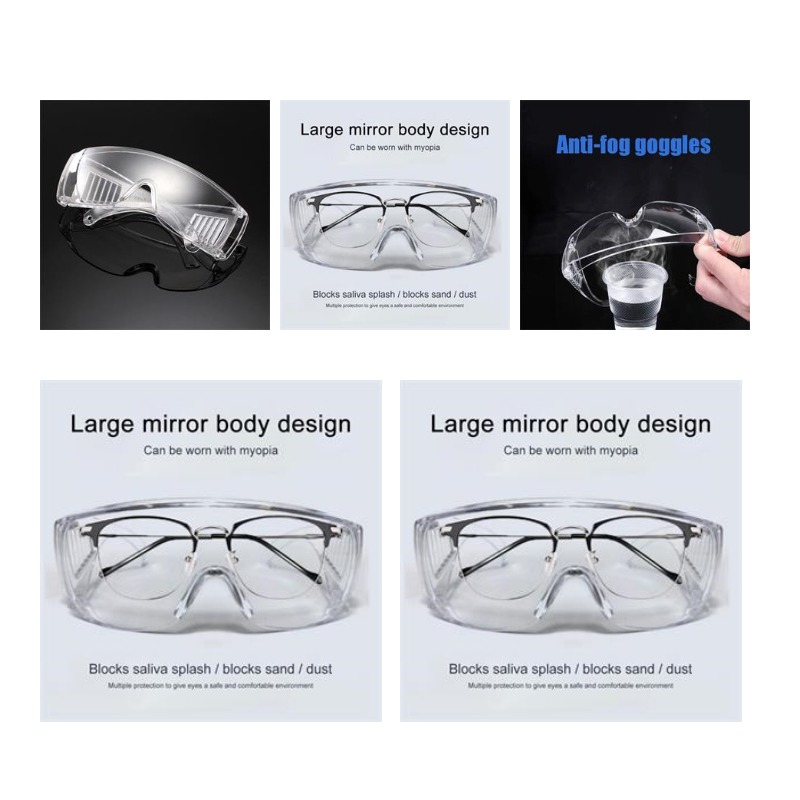 Large mirror body design
Can be worn with myopia
Blocks saliva splash / blocks sand / dust
Multiple protection to give eyes a safe and comfortable environment
Anti-fog goggles
Large mirror body design
Can be worn with myopia
Blocks saliva splash / blocks sand / dust
Multiple protection to give eyes a safe and comfortable environment
Large mirror body design
Can be worn with myopia
Blocks saliva splash / blocks sand / dust
Multiple protection to give eyes a safe and comfortable environment